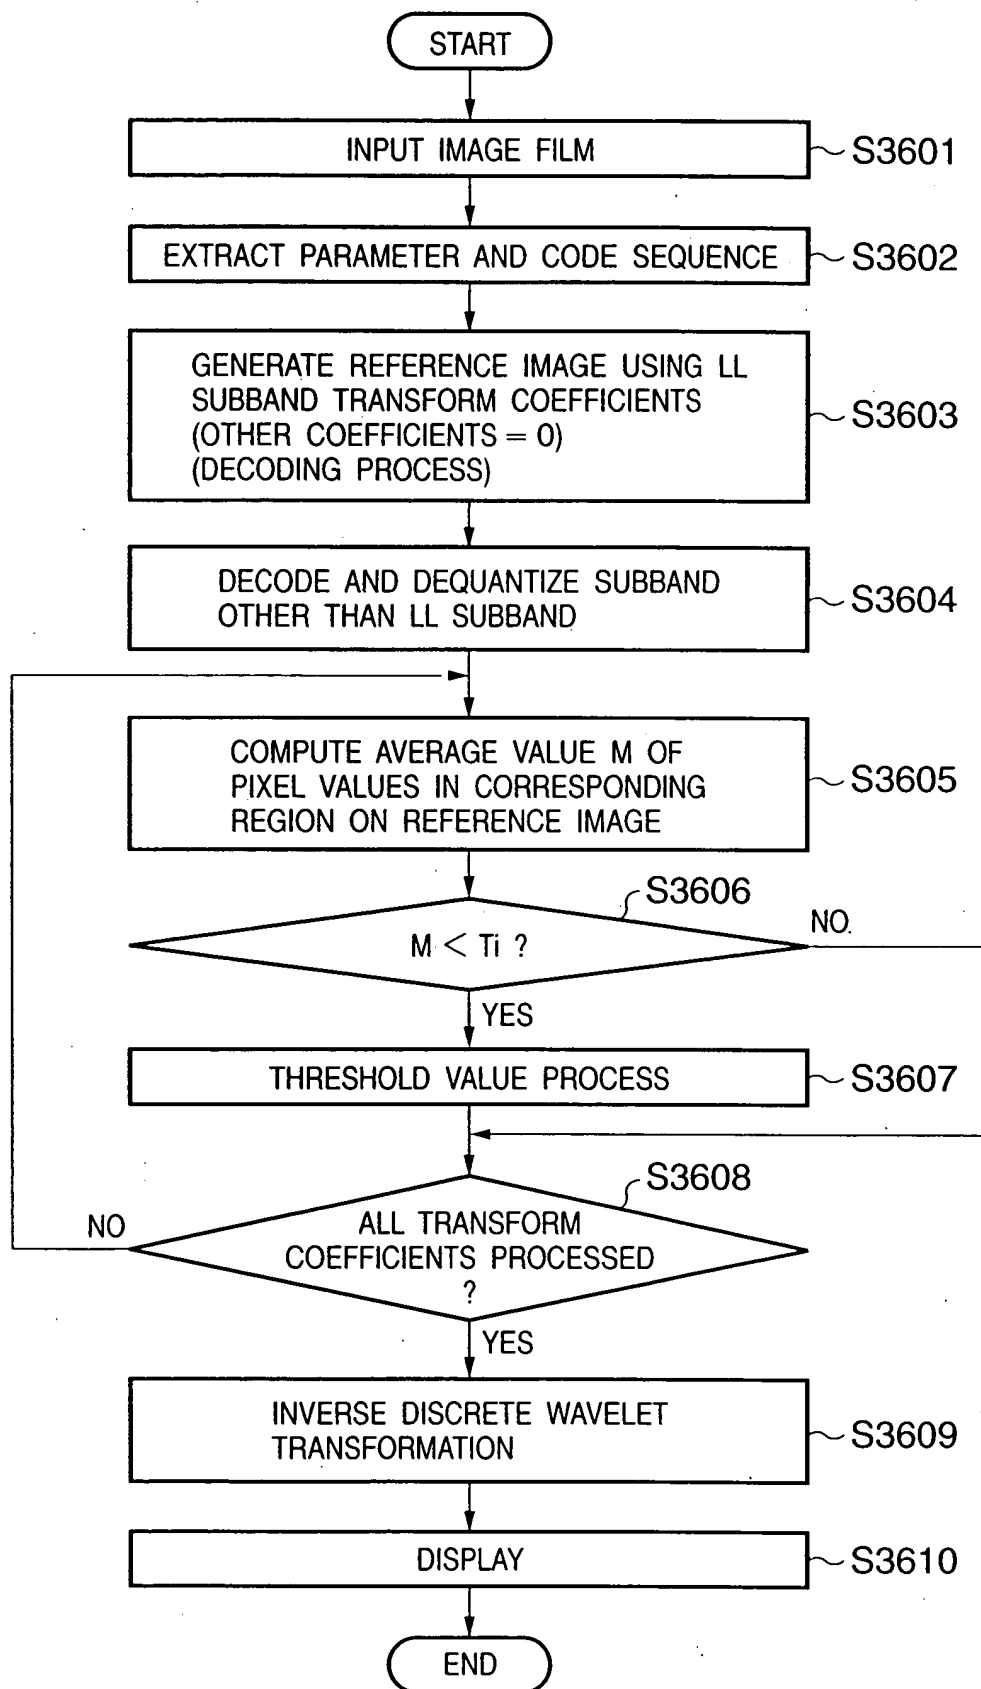 START
INPUT IMAGE FILM
S3601
EXTRACT PARAMETER AND CODE SEQUENCE
S3602
GENERATE REFERENCE IMAGE USING LL
SUBBAND TRANSFORM COEFFICIENTS
(OTHER COEFFICIENTS = 0)
(DECODING PROCESS)
S3603
DECODE AND DEQUANTIZE SUBBAND
OTHER THAN LL SUBBAND
S3604
COMPUTE AVERAGE VALUE M OF
PIXEL VALUES IN CORRESPONDING
REGION ON REFERENCE IMAGE
S3605
S3606
M < Ti ?
NO
YES
THRESHOLD VALUE PROCESS
S3607
S3608
ALL TRANSFORM
COEFFICIENTS PROCESSED
?
NO
YES
INVERSE DISCRETE WAVELET
TRANSFORMATION
S3609
DISPLAY
S3610
END